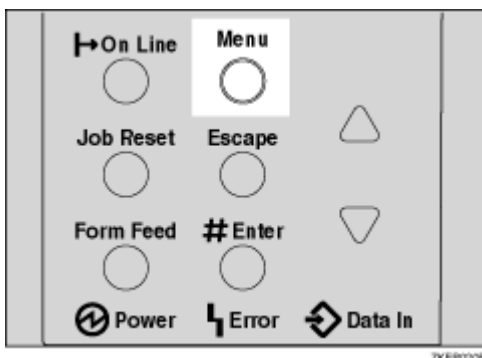 On Line Menu
Job Reset Escape
Form Feed # Enter
Power Error Data In